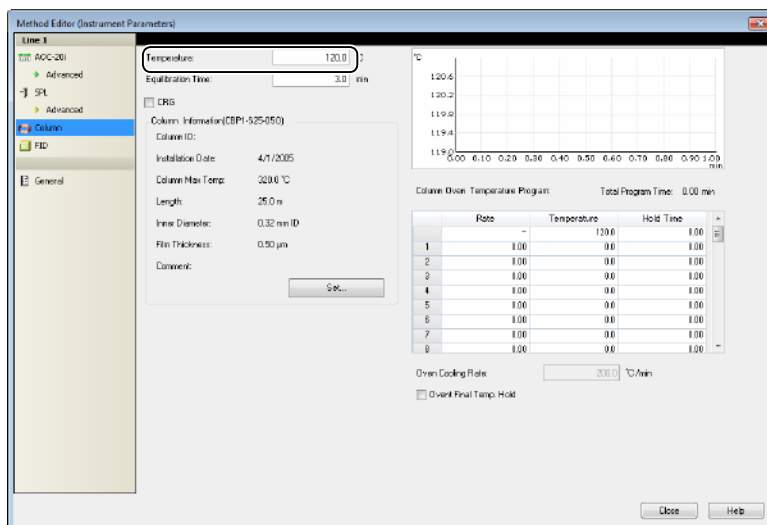 Method Editor (Instrument Parameters)
Line 1
AOC-20i
Advanced
SPL
Advanced
Column
FID
General
Temperature: 120.0 C
Equilibration Time: 3.0 min
CRG
Column Information(CBP1-S25-050)
Column ID:
Installation Date: 4/1/2005
Column Max Temp: 320.0 °C
Length: 25.0 m
Inner Diameter: 0.32 mm ID
Film Thickness: 0.50 µm
Comment:
Set...
°C
120.6
120.2
119.8
119.4
119.0
0.00 0.10 0.20 0.30 0.40 0.50 0.60 0.70 0.80 0.90 1.00
min
Column Oven Temperature Program: Total Program Time: 0.00 min
Rate Temperature Hold Time
- 120.0 0.00
1 0.00 0.0 0.00
2 0.00 0.0 0.00
3 0.00 0.0 0.00
4 0.00 0.0 0.00
5 0.00 0.0 0.00
6 0.00 0.0 0.00
7 0.00 0.0 0.00
8 0.00 0.0 0.00
Oven Cooling Rate: 200.0 °C/min
Overt Final Temp. Hold
Close
Help